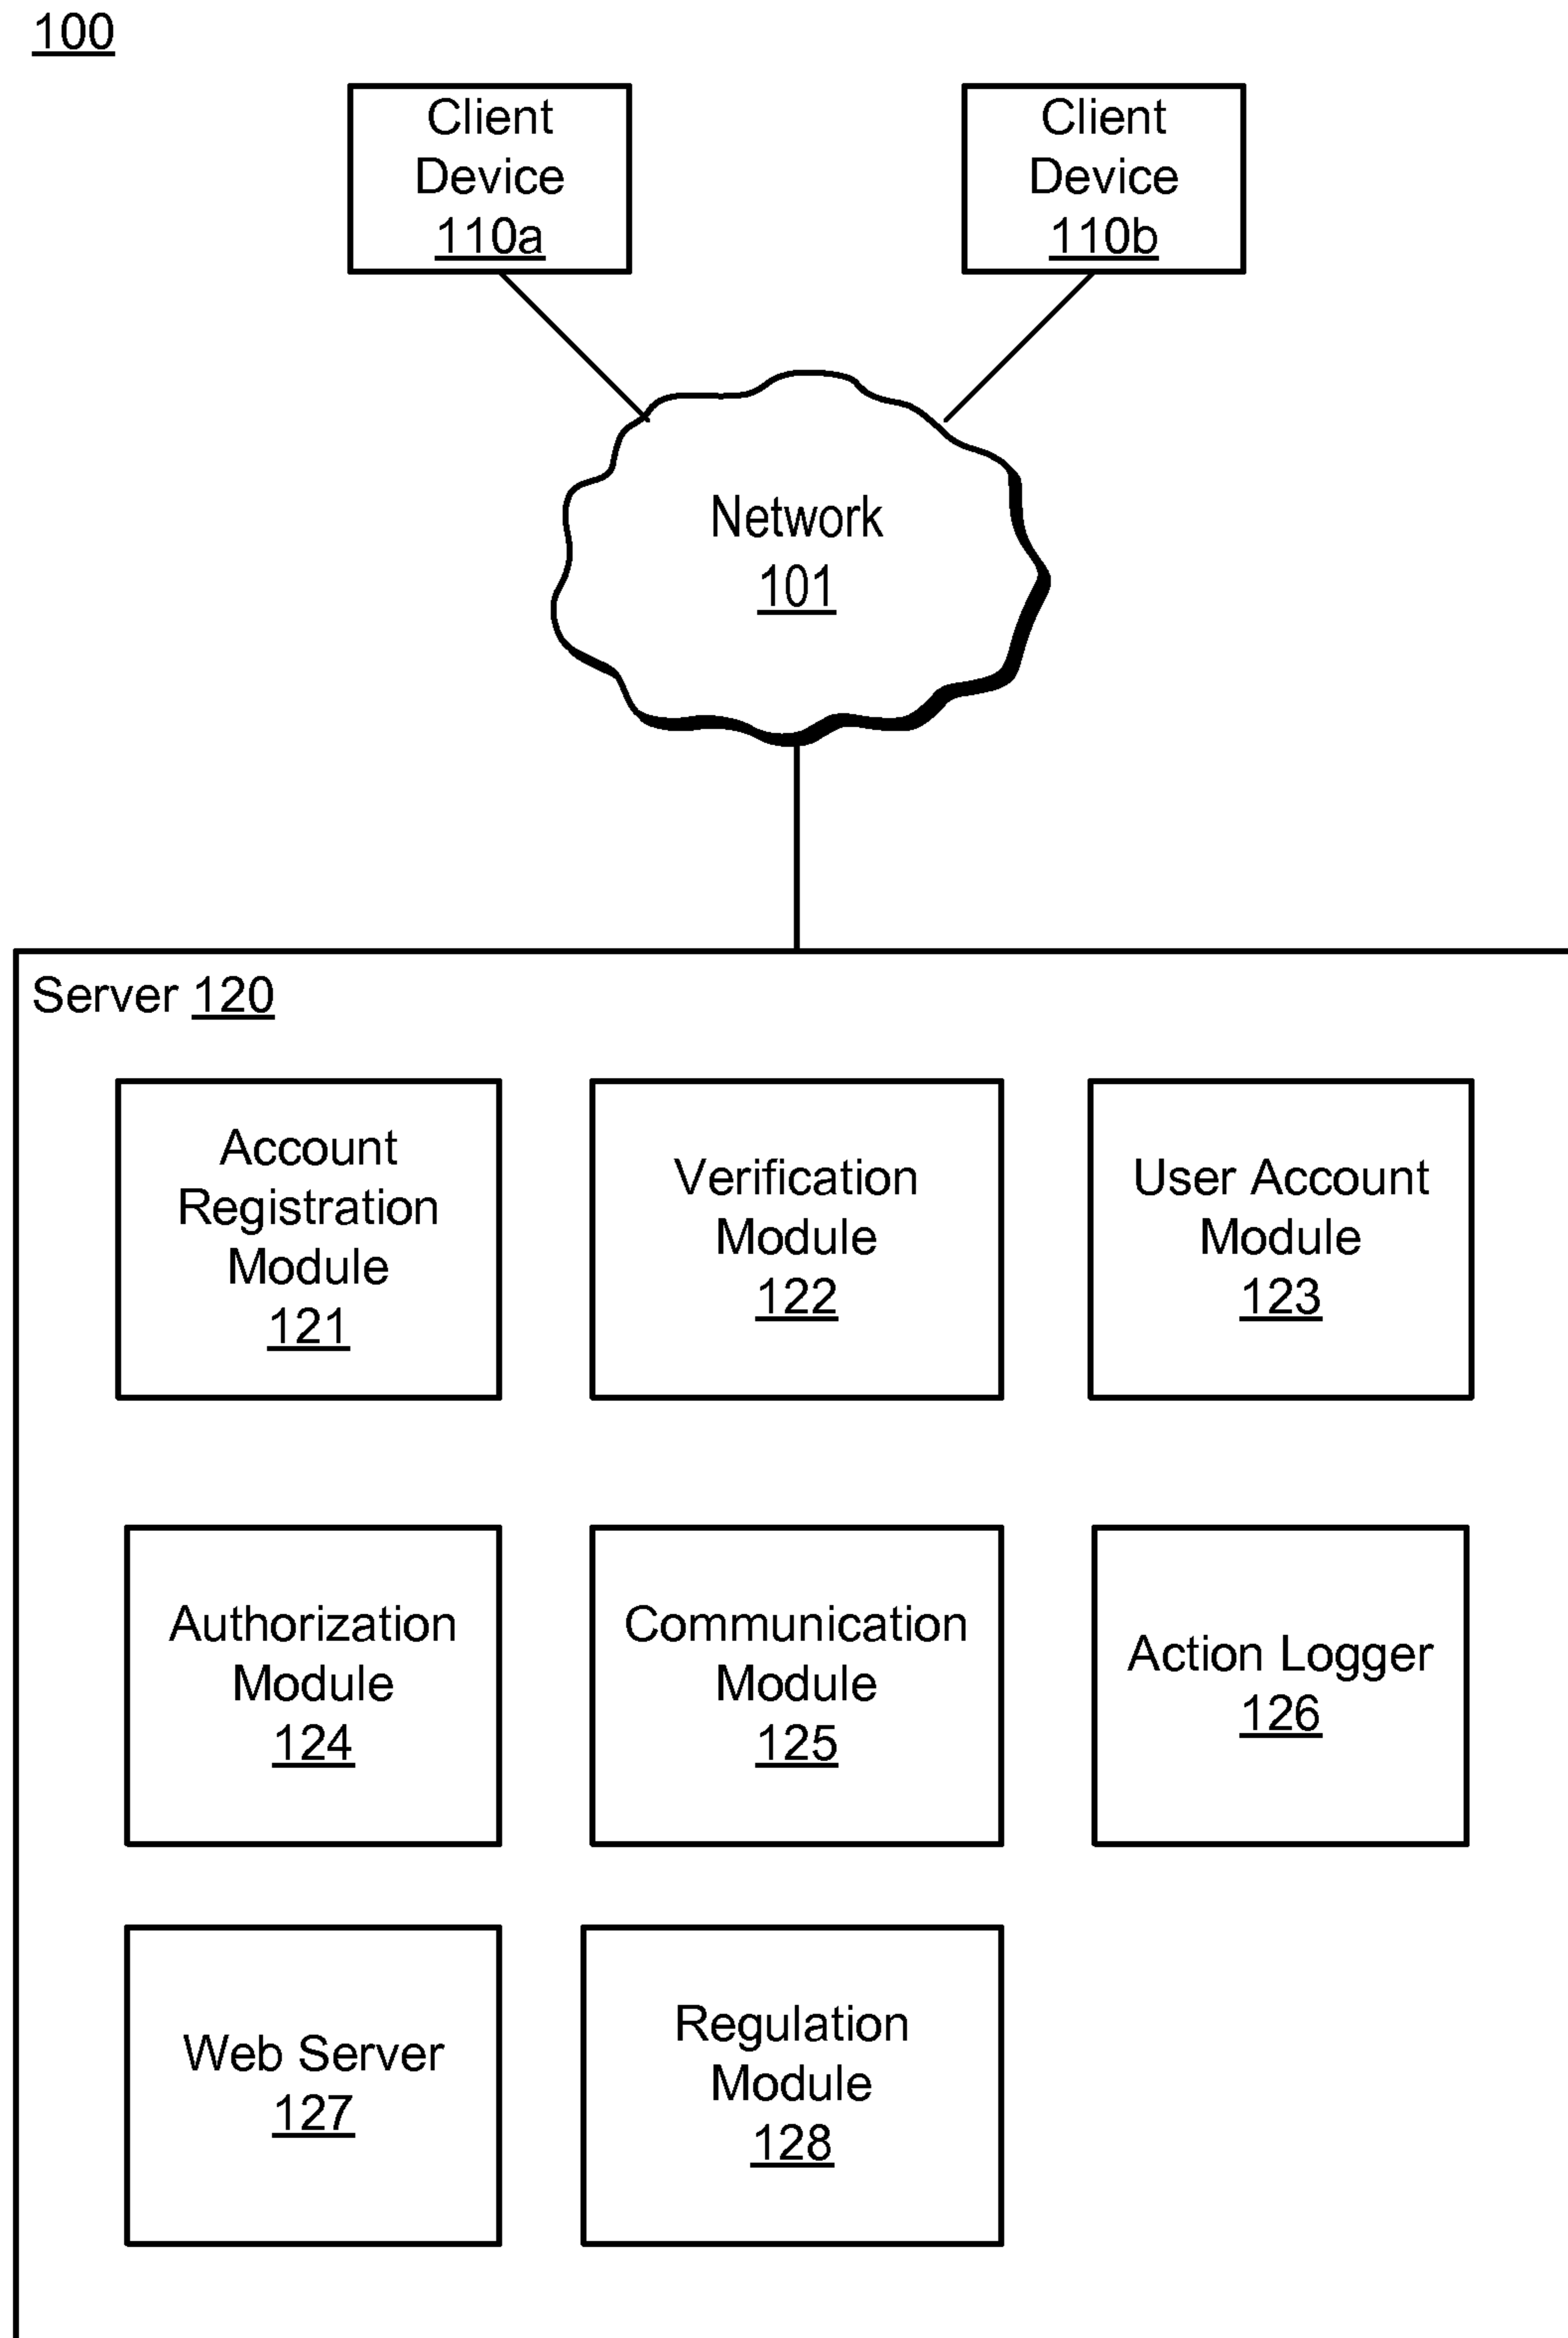 100
Client
Device
110a
Client
Device
110b
Network
101
Server 120
Account
Registration
Module
121
Verification
Module
122
User Account
Module
123
Authorization
Module
124
Communication
Module
125
Action Logger
126
Web Server
127
Regulation
Module
128